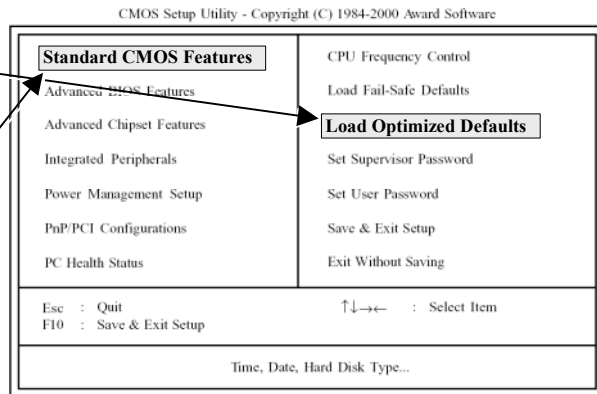 CMOS Setup Utility - Copyright (C) 1984-2000 Award Software
Standard CMOS Features
Advanced BIOS Features
Advanced Chipset Features
Integrated Peripherals
Power Management Setup
PnP/PCI Configurations
PC Health Status
CPU Frequency Control
Load Fail-Safe Defaults
Load Optimized Defaults
Set Supervisor Password
Set User Password
Save & Exit Setup
Exit Without Saving
Esc : Quit
F10 : Save & Exit Setup
↑↓→← : Select Item
Time, Date, Hard Disk Type...